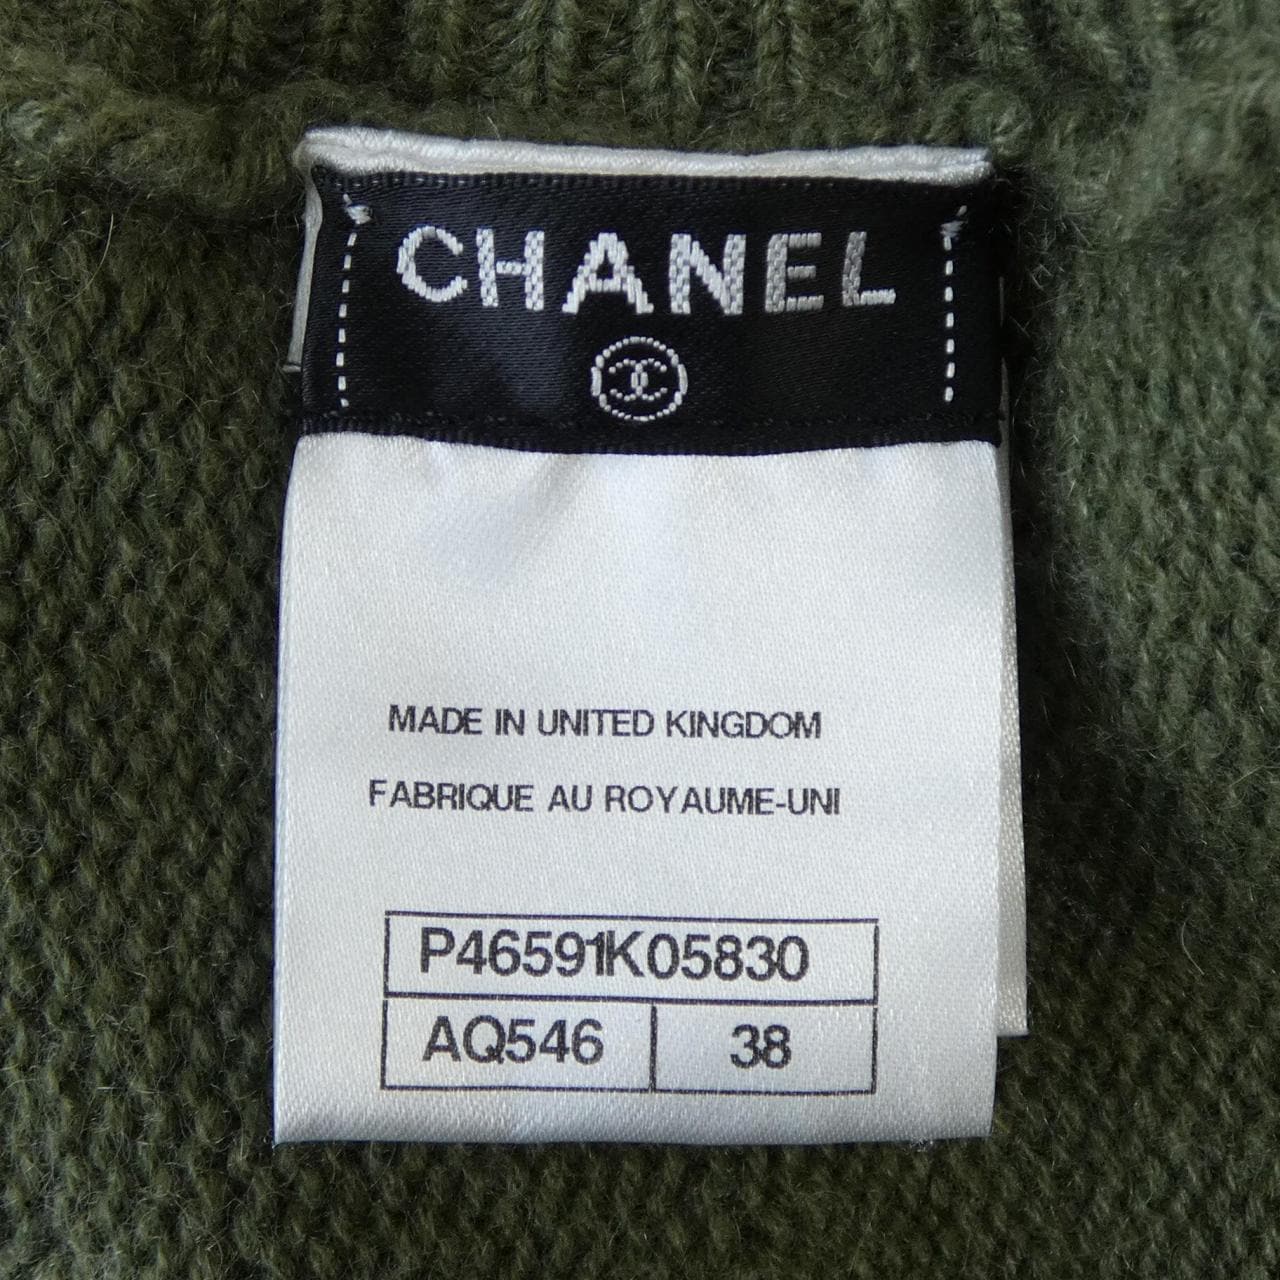 CHANEL
MADE IN UNITED KINGDOM
FABRIQUE AU ROYAUME-UNI
P46591K05830
AQ546 38